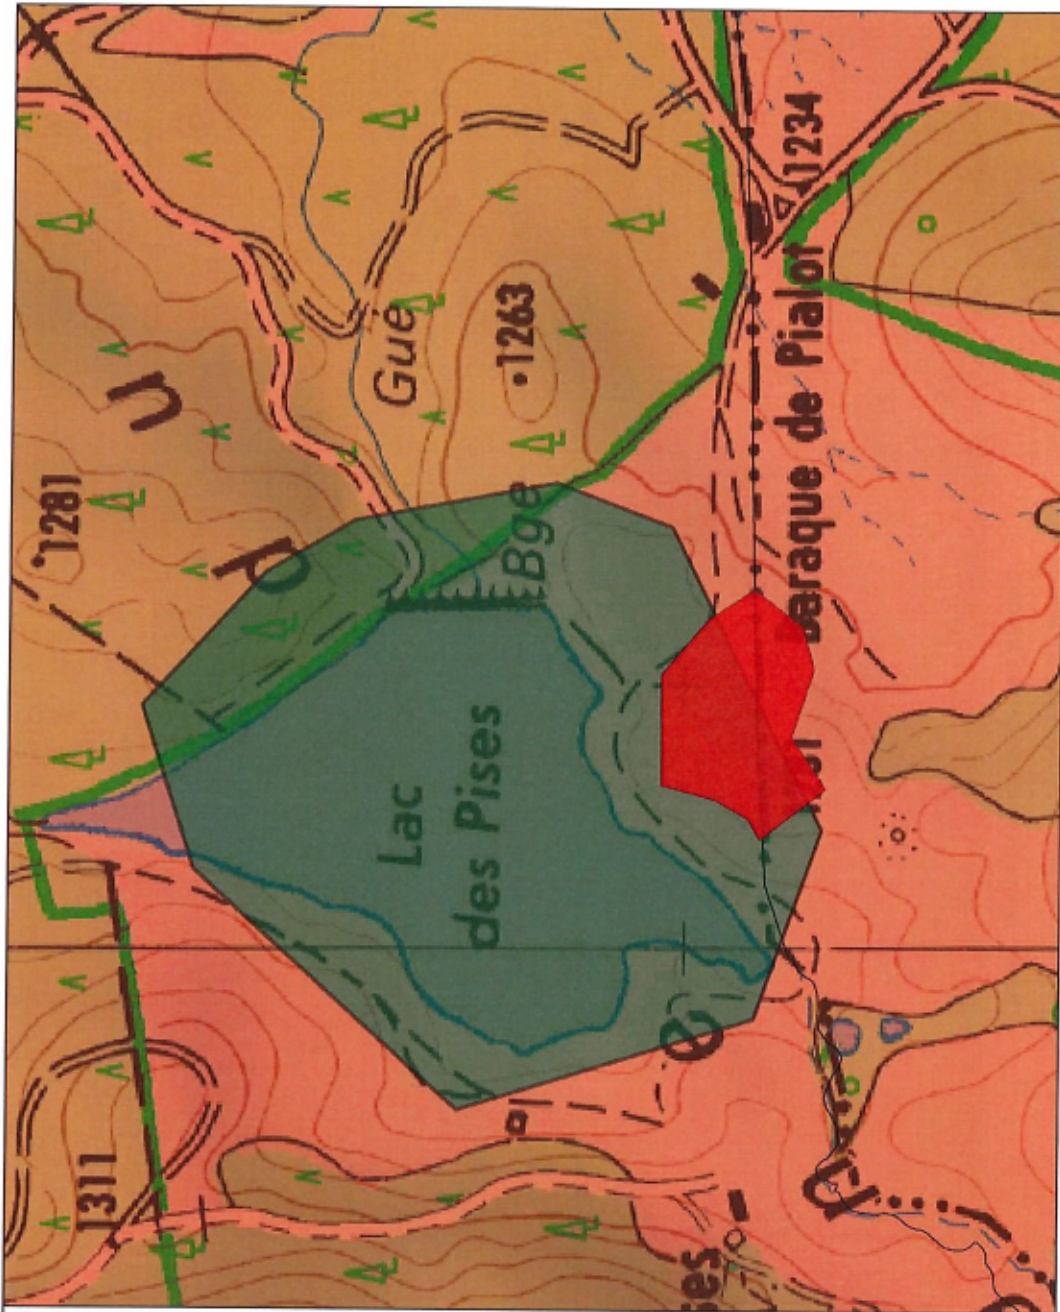 1234
Baraque de Pialot
1263
Gué
Bge
u
d
1281
Lac
des Pises
1311